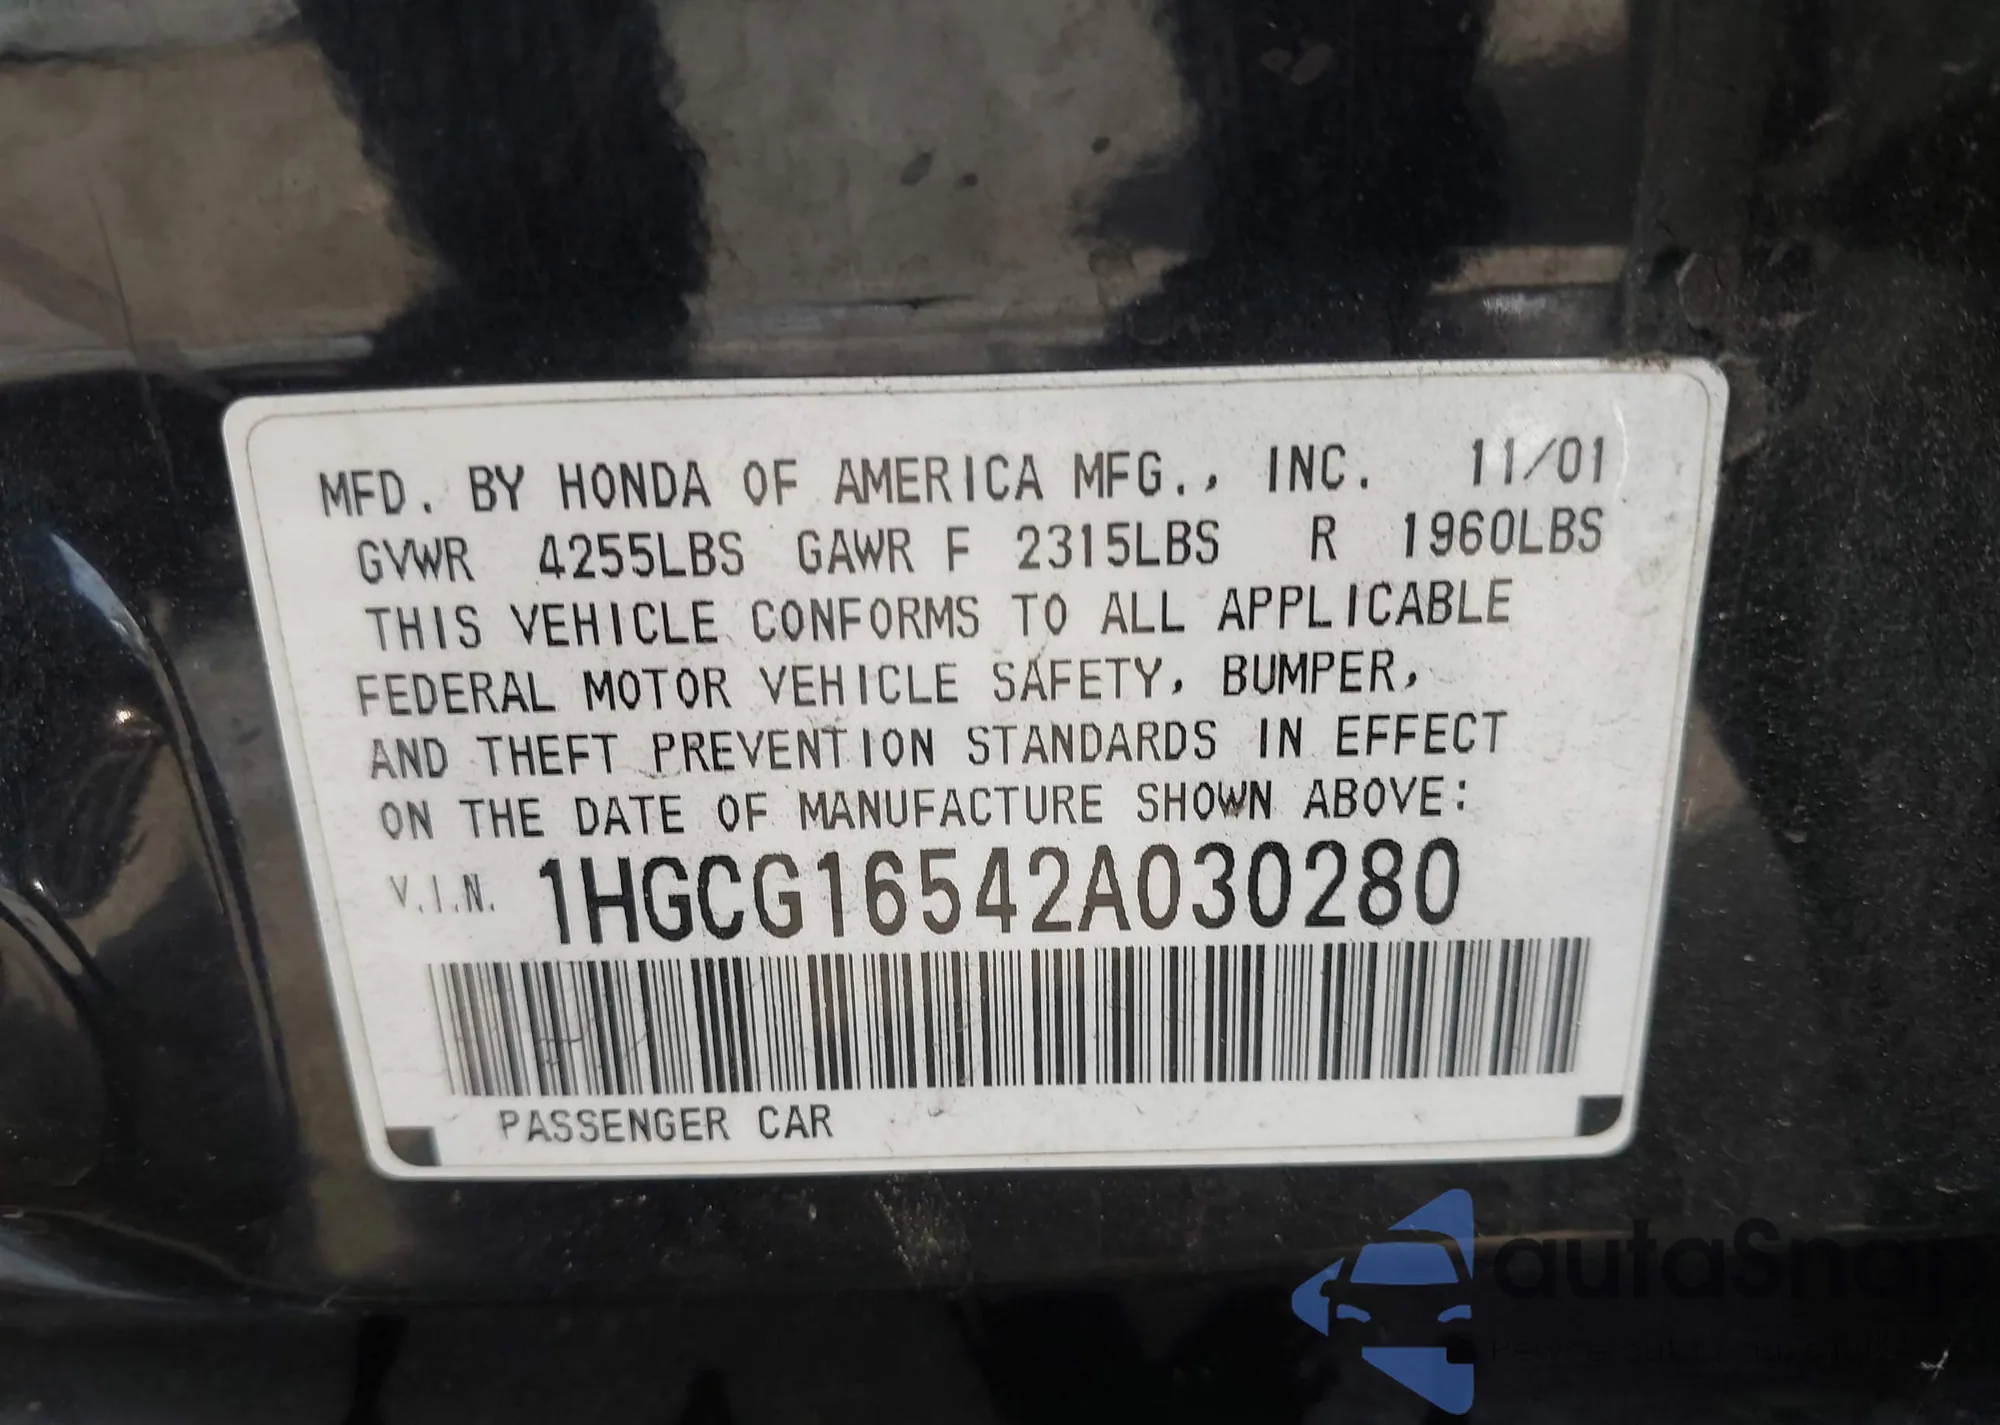 MFD. BY HONDA OF AMERICA MFG., INC. 11/01
GVWR 4255LBS GAWR F 2315LBS R 1960LBS
THIS VEHICLE CONFORMS TO ALL APPLICABLE
FEDERAL MOTOR VEHICLE SAFETY, BUMPER,
AND THEFT PREVENTION STANDARDS IN EFFECT
ON THE DATE OF MANUFACTURE SHOWN ABOVE:
V.I.N. 1HGCG16542A030280
PASSENGER CAR
autaSnap